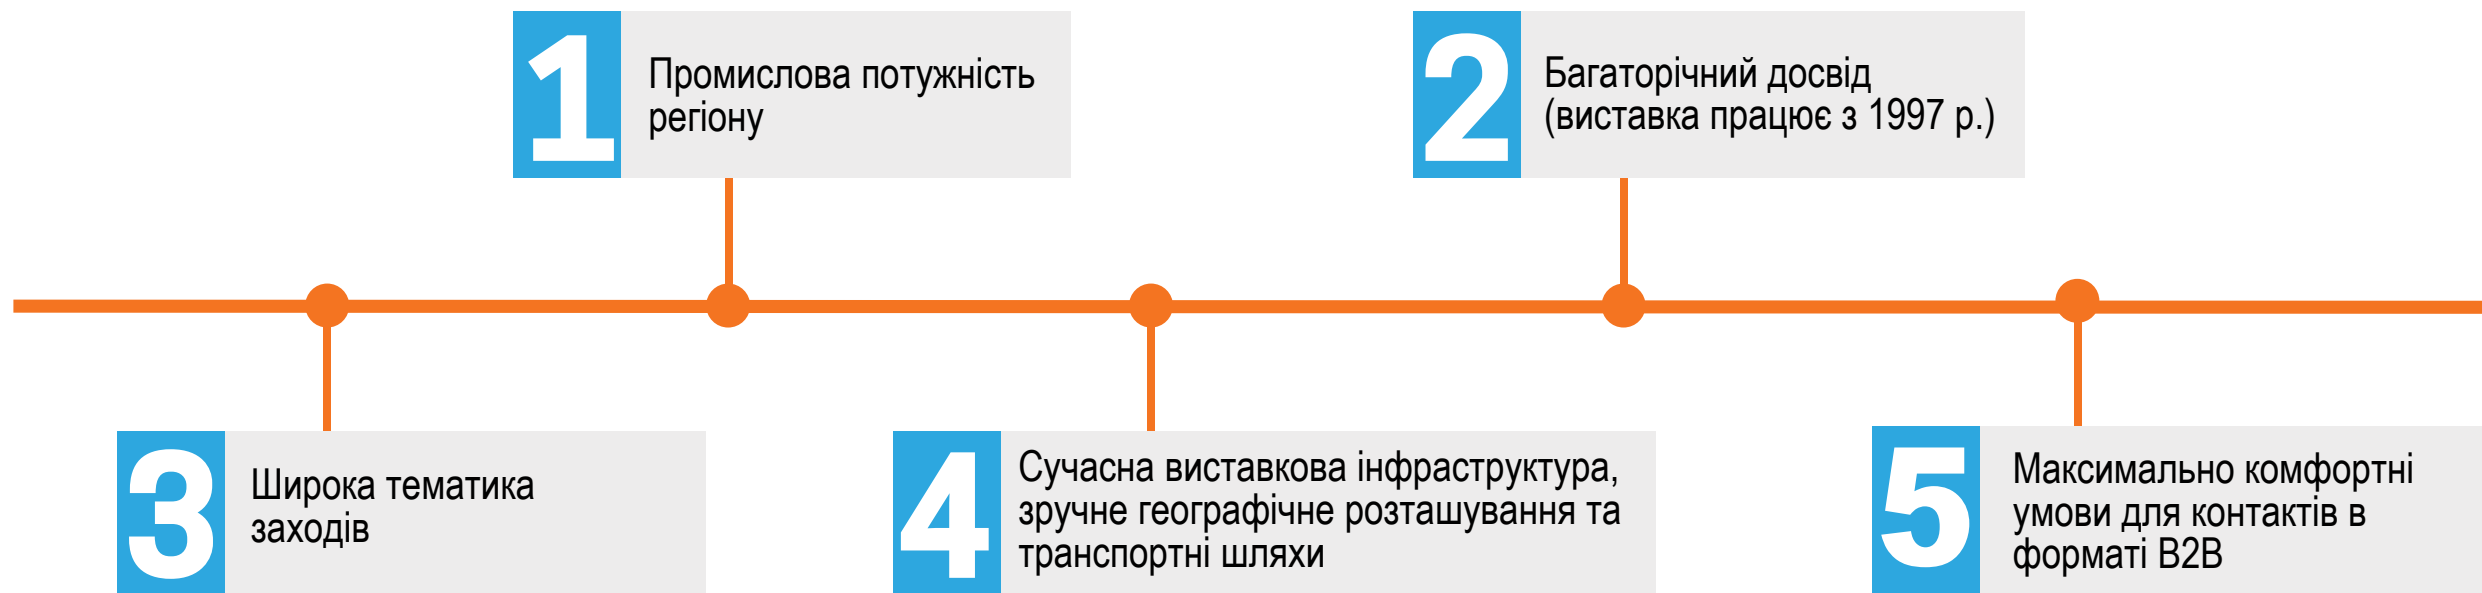 1
Промислова потужність
регіону
2
Багаторічний досвід
(виставка працює з 1997 р.)
3
Широка тематика
заходів
4
Сучасна виставкова інфраструктура,
зручне географічне розташування та
транспортні шляхи
5
Максимально комфортні
умови для контактів в
форматі B2B